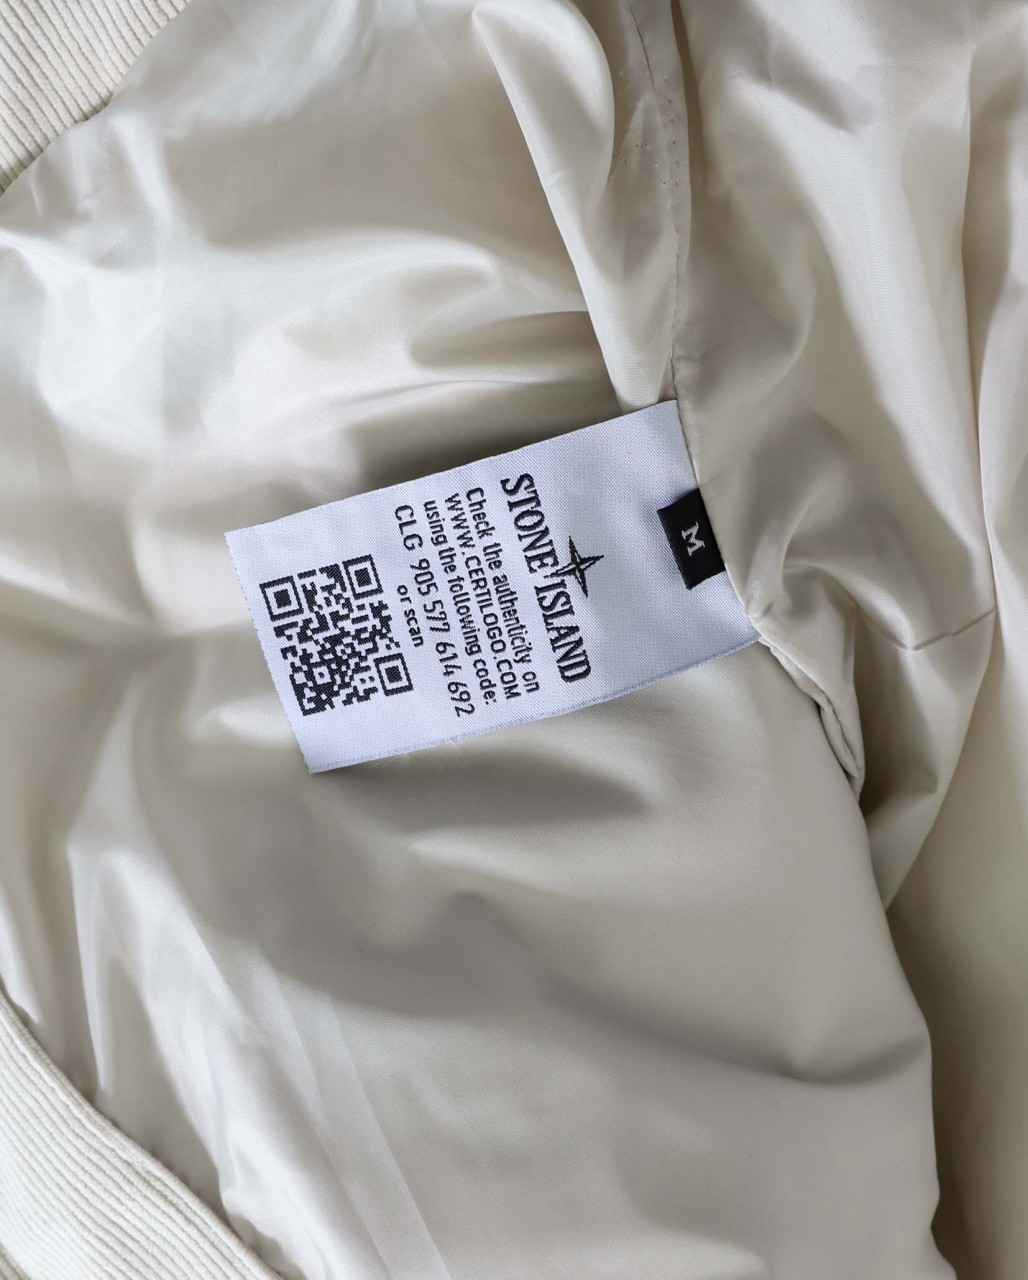 STONE ISLAND
Check the authenticity on
WWW.CERTILOGO.COM
using the following code:
CLG 905 597 614 692
or scan
M